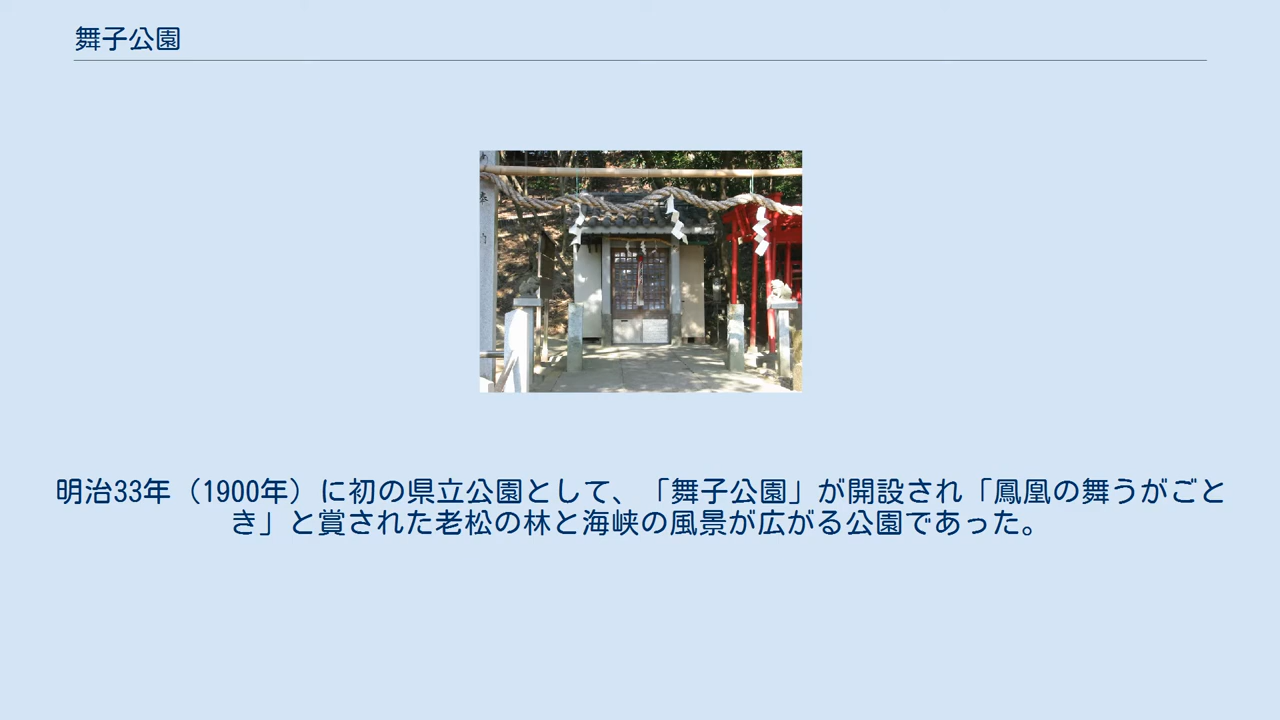 舞子公園
明治33年（1900年）に初の県立公園として、「舞子公園」が開設され「鳳凰の舞うがごと
き」と賞された老松の林と海峡の風景が広がる公園であった。